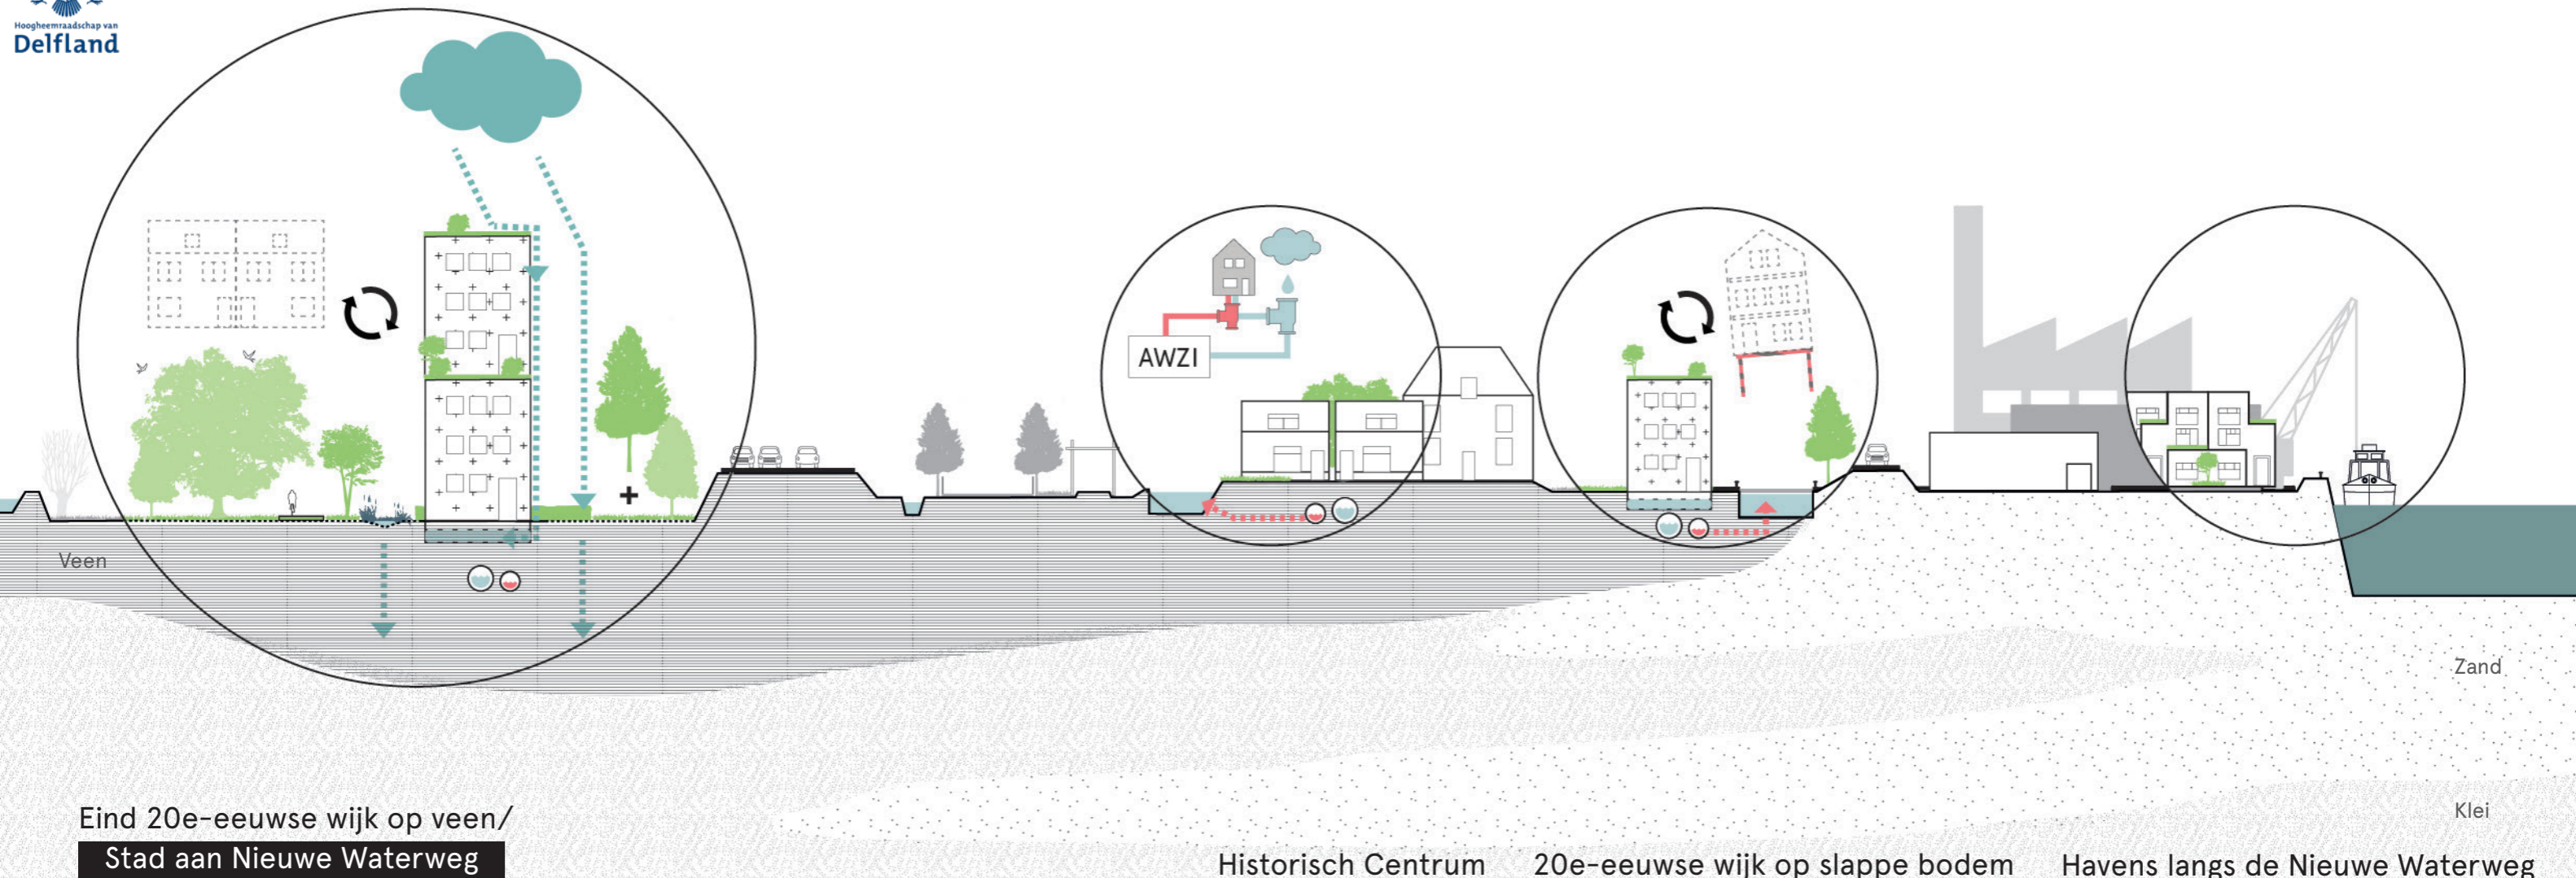 Hoogheemraadschap van
Delfland
AWZI
Veen
Zand
Klei
Eind 20e-eeuwse wijk op veen/
Stad aan Nieuwe Waterweg
Historisch Centrum
20e-eeuwse wijk op slappe bodem
Havens langs de Nieuwe Waterweg